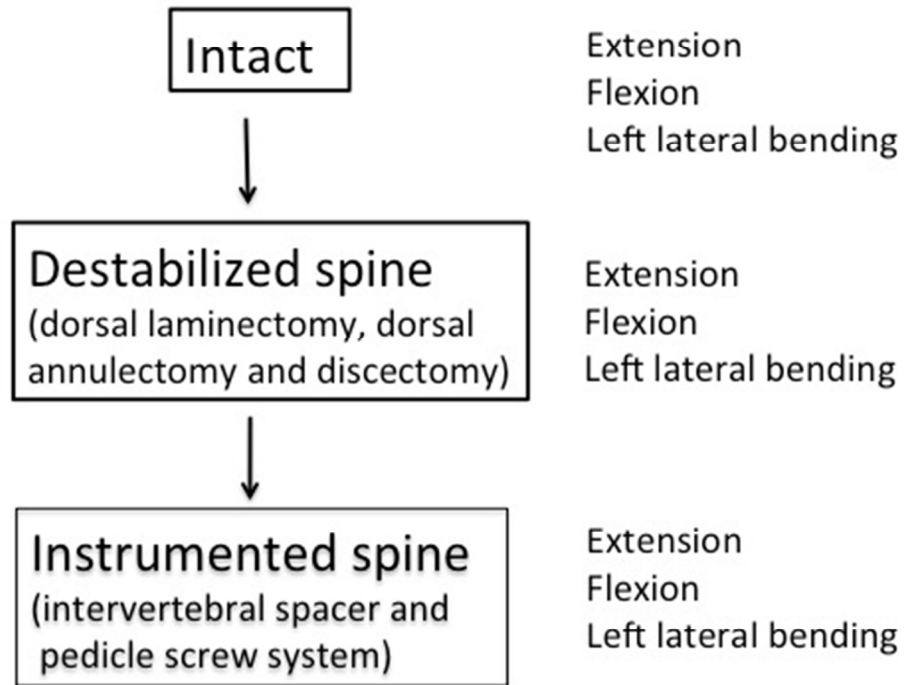 Intact
Extension
Flexion
Left lateral bending
Destabilized spine
(dorsal laminectomy, dorsal
annulectomy and discectomy)
Extension
Flexion
Left lateral bending
Instrumented spine
(intervertebral spacer and
pedicle screw system)
Extension
Flexion
Left lateral bending